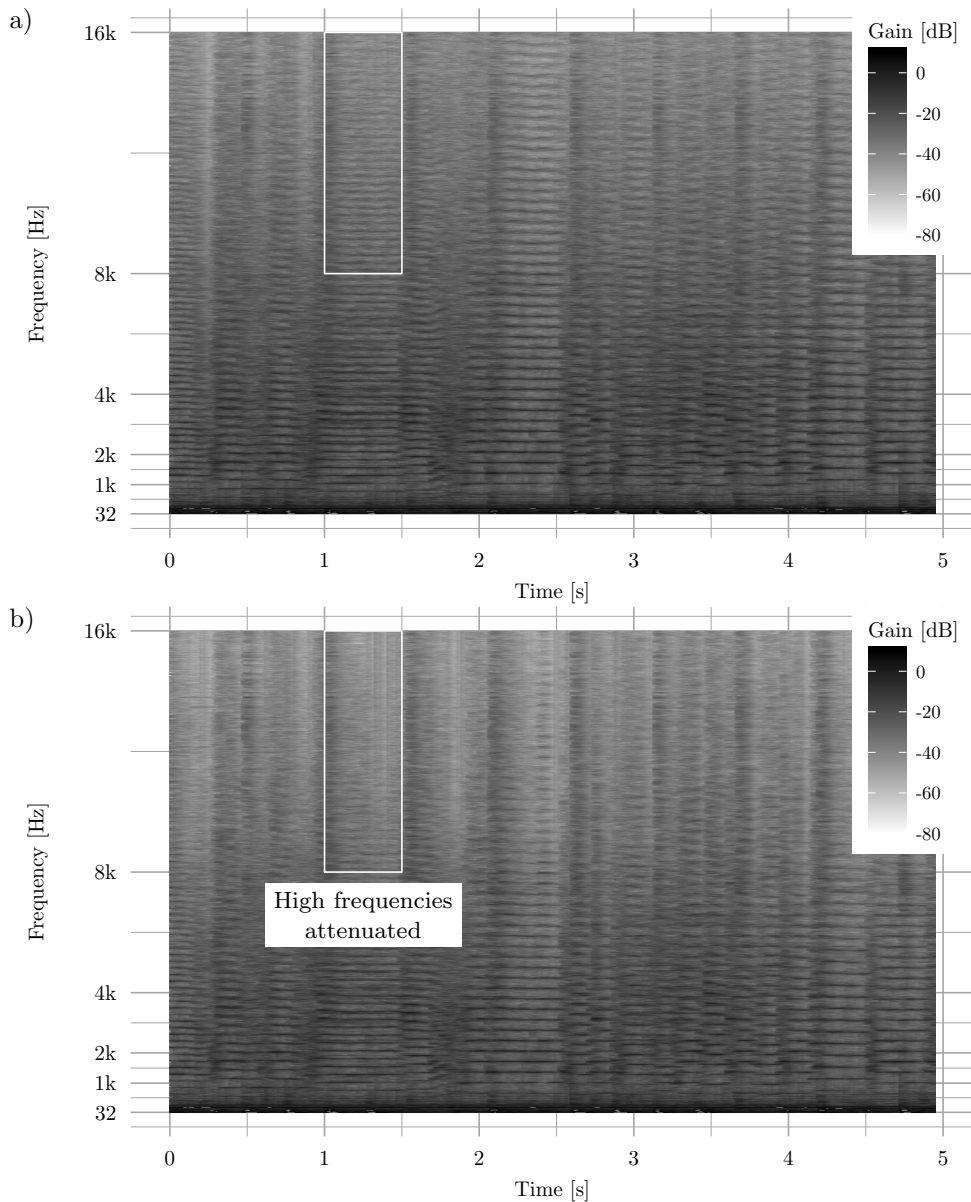 a)
Gain [dB]
0
-20
-40
-60
-80
Frequency [Hz]
16k
8k
4k
2k
1k
32
0 1 2 3 4 5
Time [s]
b)
Gain [dB]
0
-20
-40
-60
-80
Frequency [Hz]
16k
8k
4k
2k
1k
32
High frequencies
attenuated
0 1 2 3 4 5
Time [s]